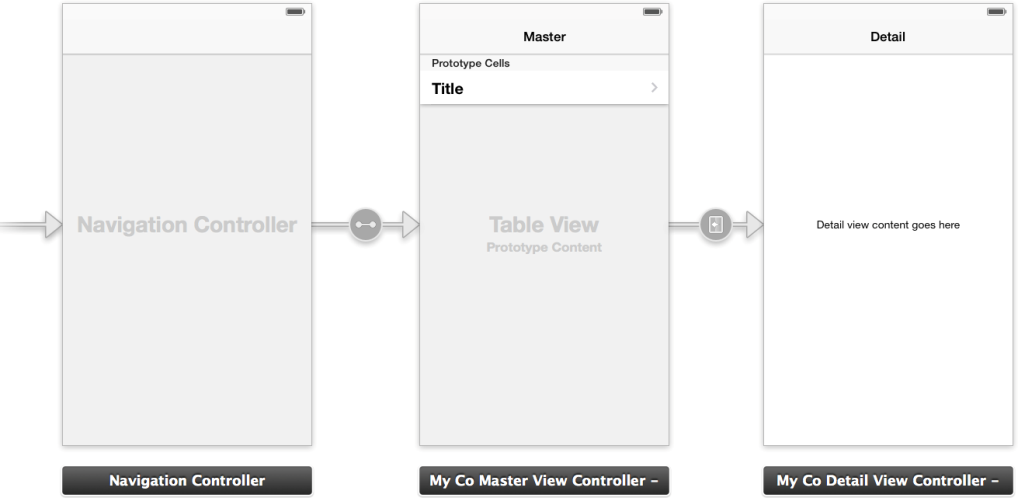 Navigation Controller
Navigation Controller
Master
Prototype Cells
Title
Table View
Prototype Content
My Co Master View Controller –
Detail
Detail view content goes here
My Co Detail View Controller –